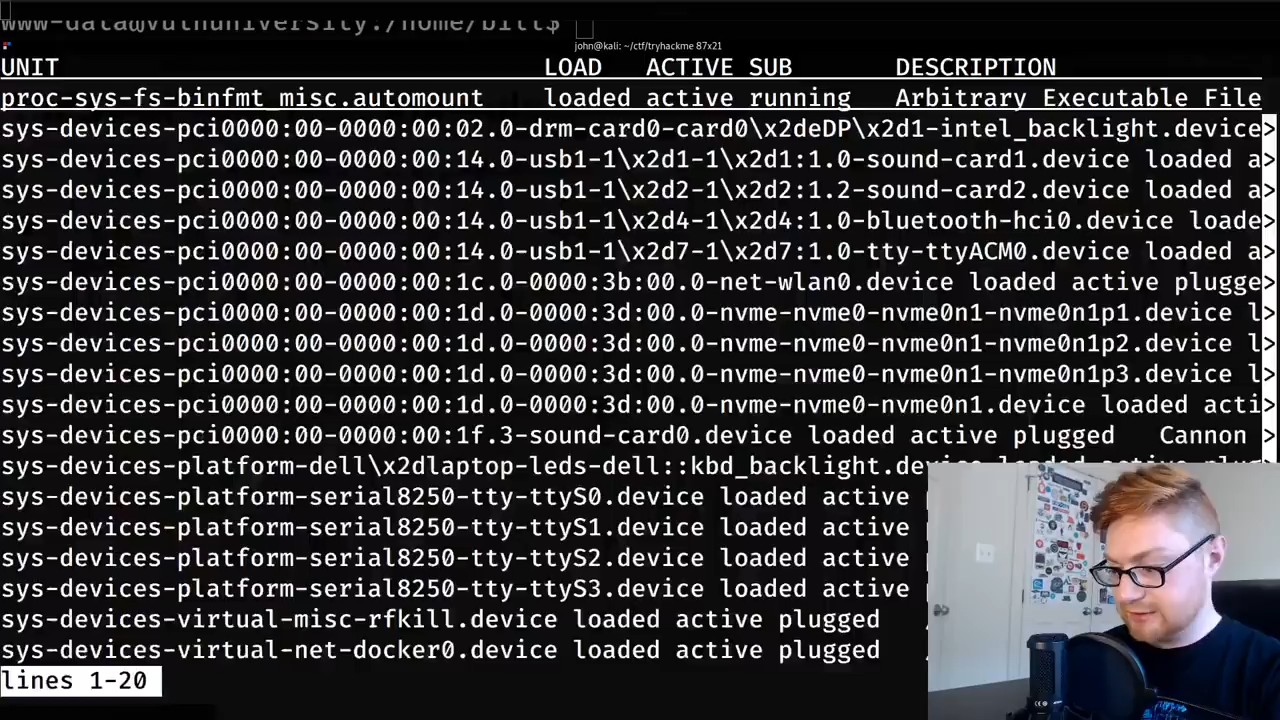 www-data@vulnuniversity:/home/bill$
john@kali: ~/ctf/tryhackme 87x21
UNIT LOAD ACTIVE SUB DESCRIPTION
proc-sys-fs-binfmt_misc.automount loaded active running Arbitrary Executable File
sys-devices-pci0000:00-0000:00:02.0-drm-card0-card0\x2deDP\x2d1-intel_backlight.device>
sys-devices-pci0000:00-0000:00:14.0-usb1-1\x2d1-1\x2d1:1.0-sound-card1.device loaded a>
sys-devices-pci0000:00-0000:00:14.0-usb1-1\x2d2-1\x2d2:1.2-sound-card2.device loaded a>
sys-devices-pci0000:00-0000:00:14.0-usb1-1\x2d4-1\x2d4:1.0-bluetooth-hci0.device loade>
sys-devices-pci0000:00-0000:00:14.0-usb1-1\x2d7-1\x2d7:1.0-tty-ttyACM0.device loaded a>
sys-devices-pci0000:00-0000:00:1c.0-0000:3b:00.0-net-wlan0.device loaded active plugge>
sys-devices-pci0000:00-0000:00:1d.0-0000:3d:00.0-nvme-nvme0-nvme0n1-nvme0n1p1.device l>
sys-devices-pci0000:00-0000:00:1d.0-0000:3d:00.0-nvme-nvme0-nvme0n1-nvme0n1p2.device l>
sys-devices-pci0000:00-0000:00:1d.0-0000:3d:00.0-nvme-nvme0-nvme0n1-nvme0n1p3.device l>
sys-devices-pci0000:00-0000:00:1d.0-0000:3d:00.0-nvme-nvme0-nvme0n1.device loaded acti>
sys-devices-pci0000:00-0000:00:1f.3-sound-card0.device loaded active plugged Cannon >
sys-devices-platform-dell\x2dlaptop-leds-dell::kbd_backlight.device loaded active plug>
sys-devices-platform-serial8250-tty-ttyS0.device loaded active
sys-devices-platform-serial8250-tty-ttyS1.device loaded active
sys-devices-platform-serial8250-tty-ttyS2.device loaded active
sys-devices-platform-serial8250-tty-ttyS3.device loaded active
sys-devices-virtual-misc-rfkill.device loaded active plugged
sys-devices-virtual-net-docker0.device loaded active plugged
lines 1-20